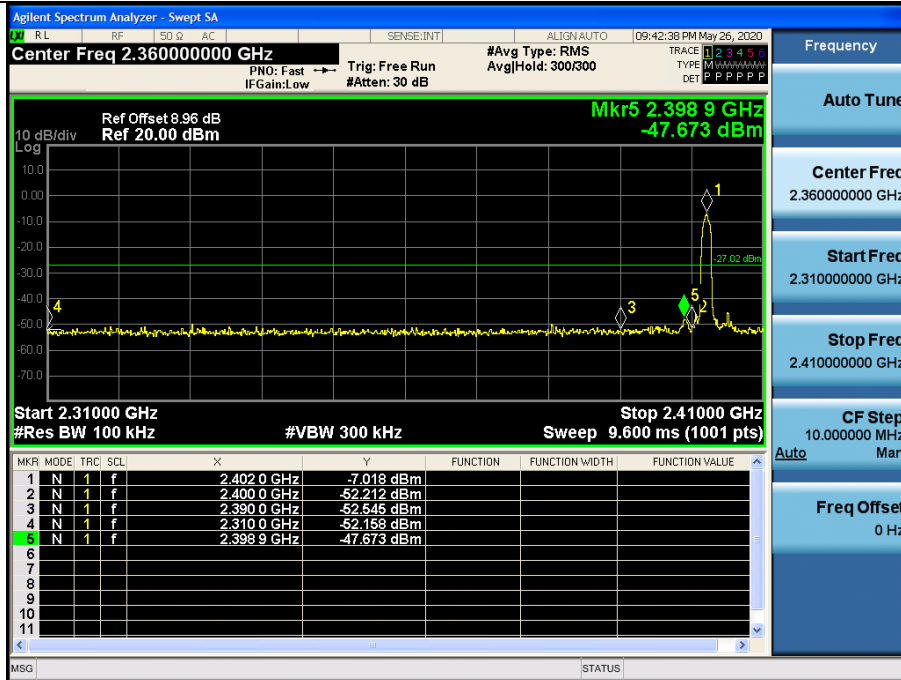 Agilent Spectrum Analyzer - Swept SA
LXI RL RF 50 Ω AC SENSE:INT ALIGN AUTO 09:42:38 PM May 26, 2020
Center Freq 2.360000000 GHz
PNO: Fast
IFGain:Low
Trig: Free Run
#Atten: 30 dB
#Avg Type: RMS
Avg|Hold: 300/300
TRACE 1 2 3 4 5 6
TYPE M WWWWW
DET P P P P P P
Mkr5 2.398 9 GHz
-47.673 dBm
Ref Offset 8.96 dB
10 dB/div Ref 20.00 dBm
Log
10.0
0.00
-10.0
-20.0
-30.0
-40.0
-50.0
-60.0
-70.0
1
-27.02 dBm
4
3
5
2
Start 2.31000 GHz Stop 2.41000 GHz
#Res BW 100 kHz #VBW 300 kHz Sweep 9.600 ms (1001 pts)
MKR MODE TRC SCL X Y FUNCTION FUNCTION WIDTH FUNCTION VALUE
1 N 1 f 2.402 0 GHz -7.018 dBm
2 N 1 f 2.400 0 GHz -52.212 dBm
3 N 1 f 2.390 0 GHz -52.545 dBm
4 N 1 f 2.310 0 GHz -52.158 dBm
5 N 1 f 2.398 9 GHz -47.673 dBm
6
7
8
9
10
11
MSG STATUS
Frequency
Auto Tune
Center Freq
2.360000000 GHz
Start Freq
2.310000000 GHz
Stop Freq
2.410000000 GHz
CF Step
10.000000 MHz
Auto Man
Freq Offset
0 Hz